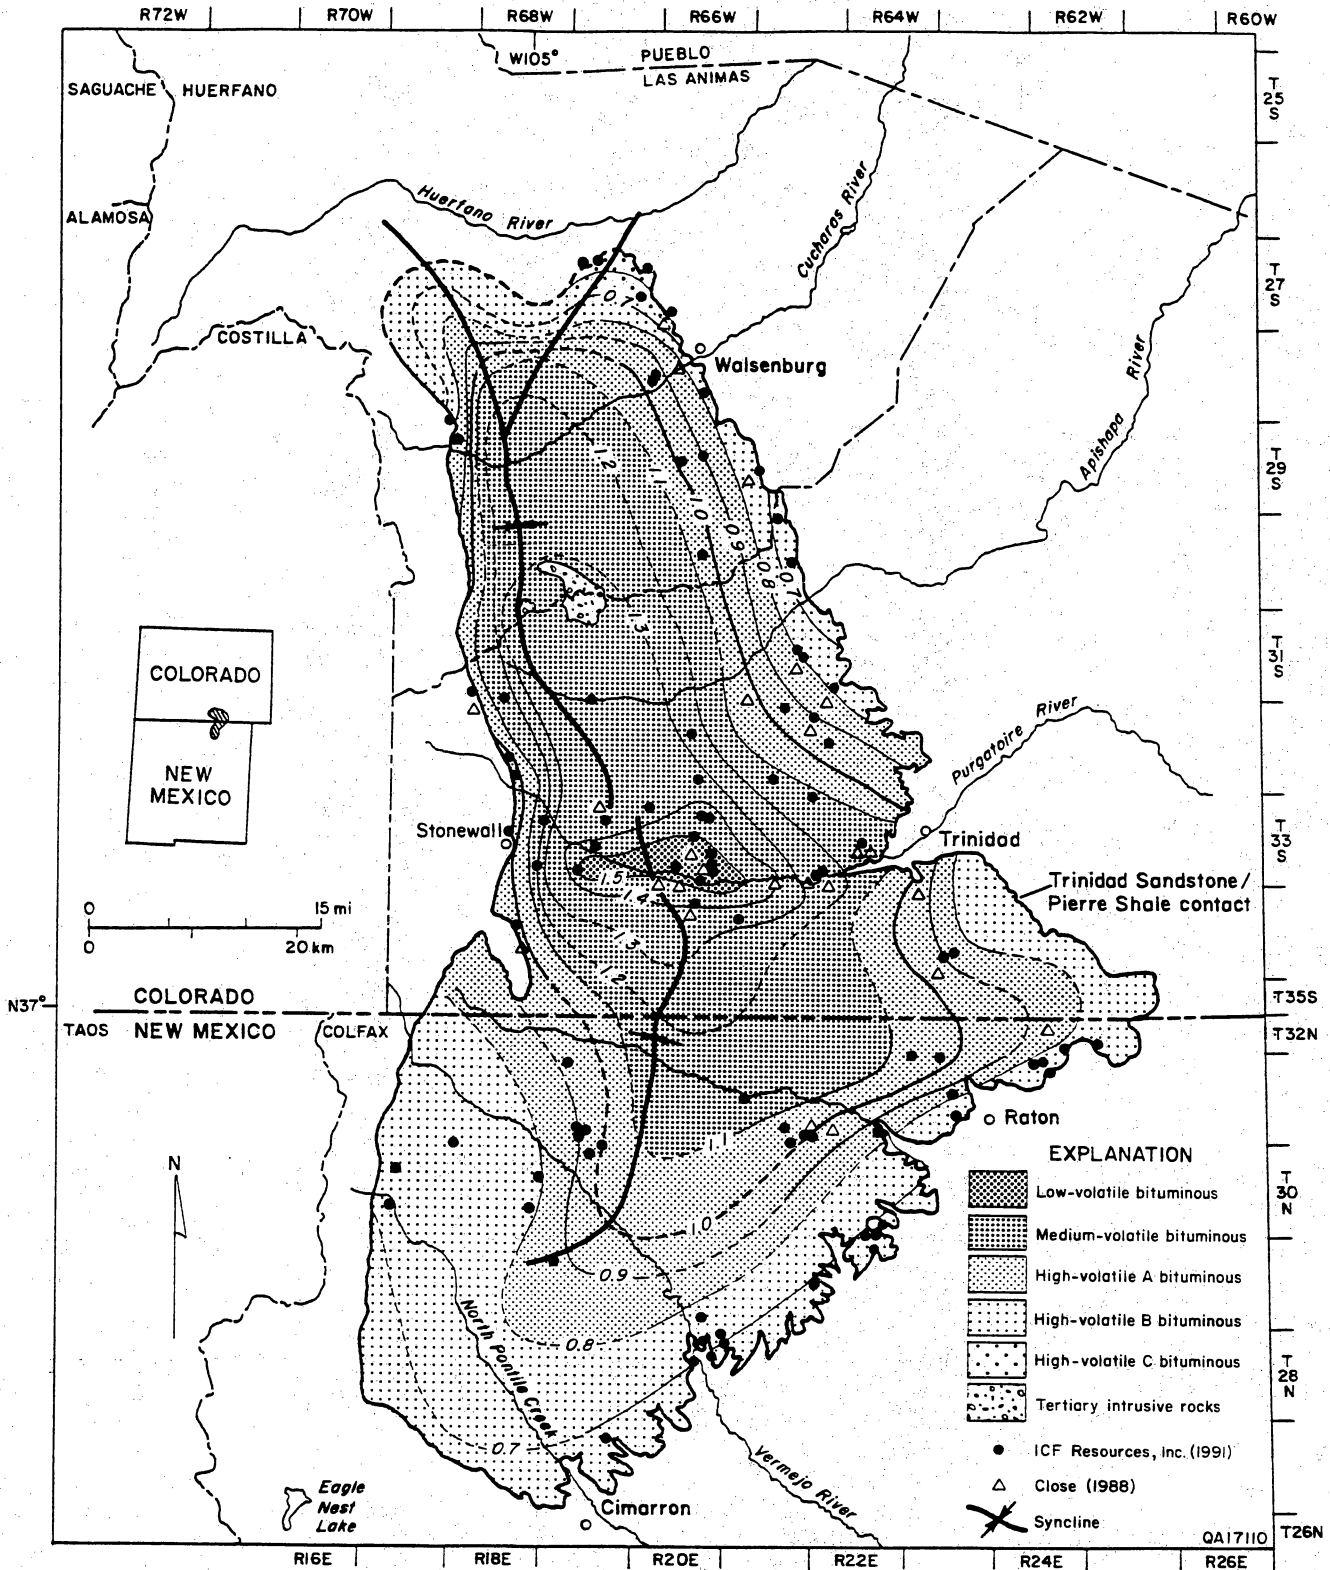 R72W R70W R68W R66W R64W R62W R60W
W105°
PUEBLO
LAS ANIMAS
SAGUACHE HUERFANO
T
25
S
ALAMOSA
Huerfano River
Cucharas River
T
27
S
COSTILLA
0.7
Walsenburg
Apishapa River
1.2
1.1
1.0
0.9
0.8
0.7
T
29
S
1.3
T
31
S
COLORADO
NEW
MEXICO
Purgatoire River
Stonewall
Trinidad
T
33
S
Trinidad Sandstone/
Pierre Shale contact
1.5
1.4
1.3
1.2
0 15 mi
0 20 km
N37°
COLORADO
NEW MEXICO
TAOS
COLFAX
T35S
T32N
Raton
1.1
N
EXPLANATION
Low-volatile bituminous
Medium-volatile bituminous
High-volatile A bituminous
High-volatile B bituminous
High-volatile C bituminous
Tertiary intrusive rocks
ICF Resources, Inc. (1991)
Close (1988)
Syncline
T
30
N
1.0
0.9
0.8
0.7
T
28
N
North Ponil Creek
Vermejo River
Eagle
Nest
Lake
Cimarron
QA17110
T26N
R16E R18E R20E R22E R24E R26E